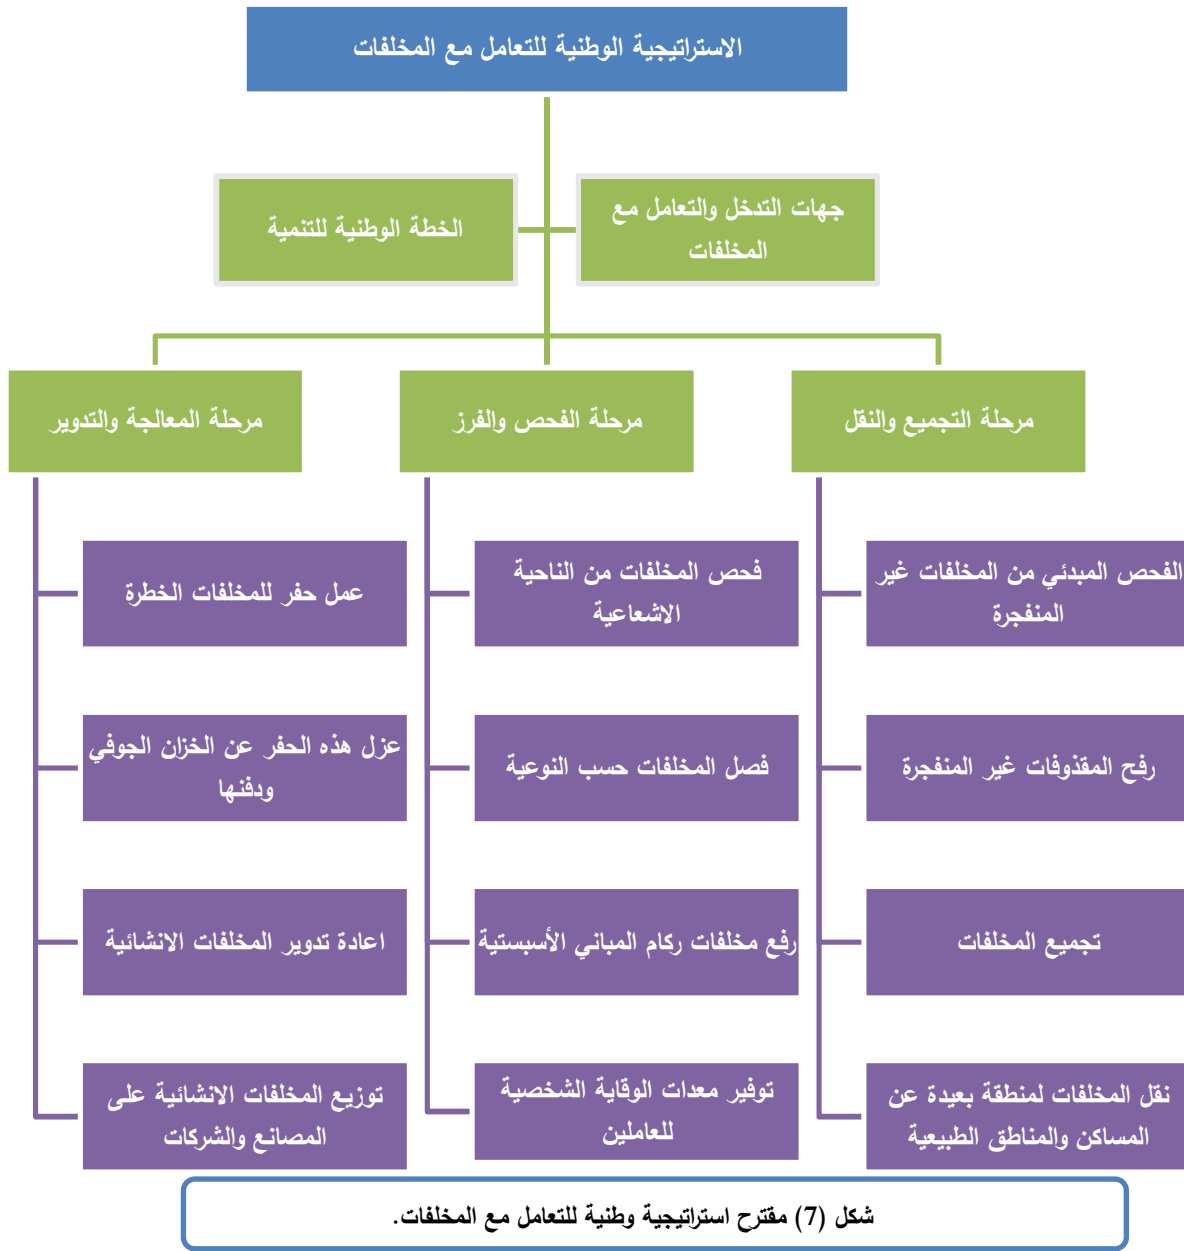 الاستراتيجية الوطنية للتعامل مع المخلفات
جهات التدخل والتعامل مع
المخلفات
الخطة الوطنية للتنمية
مرحلة التجميع والنقل
مرحلة الفحص والفرز
مرحلة المعالجة والتدوير
الفحص المبدئي من المخلفات غير
المنفجرة
رفح المقذوفات غير المنفجرة
تجميع المخلفات
نقل المخلفات لمنطقة بعيدة عن
المساكن والمناطق الطبيعية
فحص المخلفات من الناحية
الاشعاعية
فصل المخلفات حسب النوعية
رفع مخلفات ركام المباني الأسبستية
توفير معدات الوقاية الشخصية
للعاملين
عمل حفر للمخلفات الخطرة
عزل هذه الحفر عن الخزان الجوفي
ودفنها
اعادة تدوير المخلفات الانشائية
توزيع المخلفات الانشائية على
المصانع والشركات
شكل (7) مقترح استراتيجية وطنية للتعامل مع المخلفات.